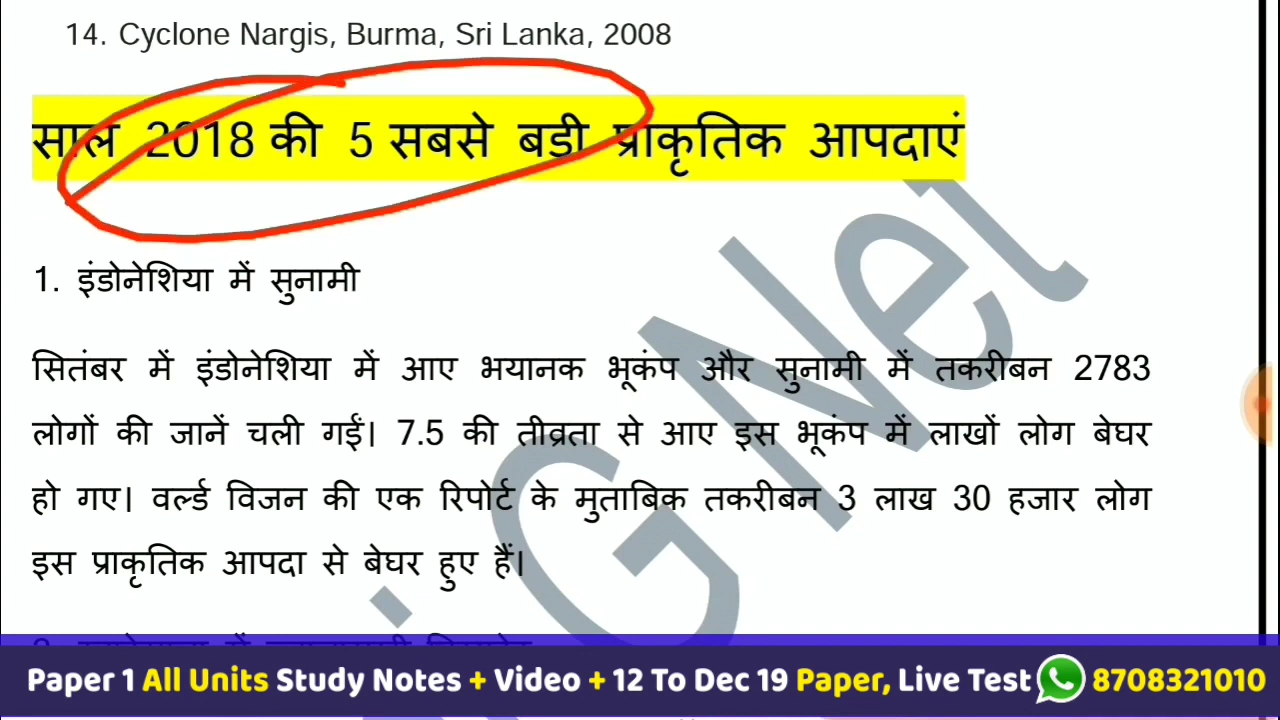 14. Cyclone Nargis, Burma, Sri Lanka, 2008
साल 2018 की 5 सबसे बडी प्राकृतिक आपदाएं
1. इंडोनेशिया में सुनामी
सितंबर में इंडोनेशिया में आए भयानक भूकंप और सुनामी में तकरीबन 2783
लोगों की जानें चली गईं। 7.5 की तीव्रता से आए इस भूकंप में लाखों लोग बेघर
हो गए। वर्ल्ड विजन की एक रिपोर्ट के मुताबिक तकरीबन 3 लाख 30 हजार लोग
इस प्राकृतिक आपदा से बेघर हुए हैं।
i G Net
Paper 1 All Units Study Notes + Video + 12 To Dec 19 Paper, Live Test 8708321010